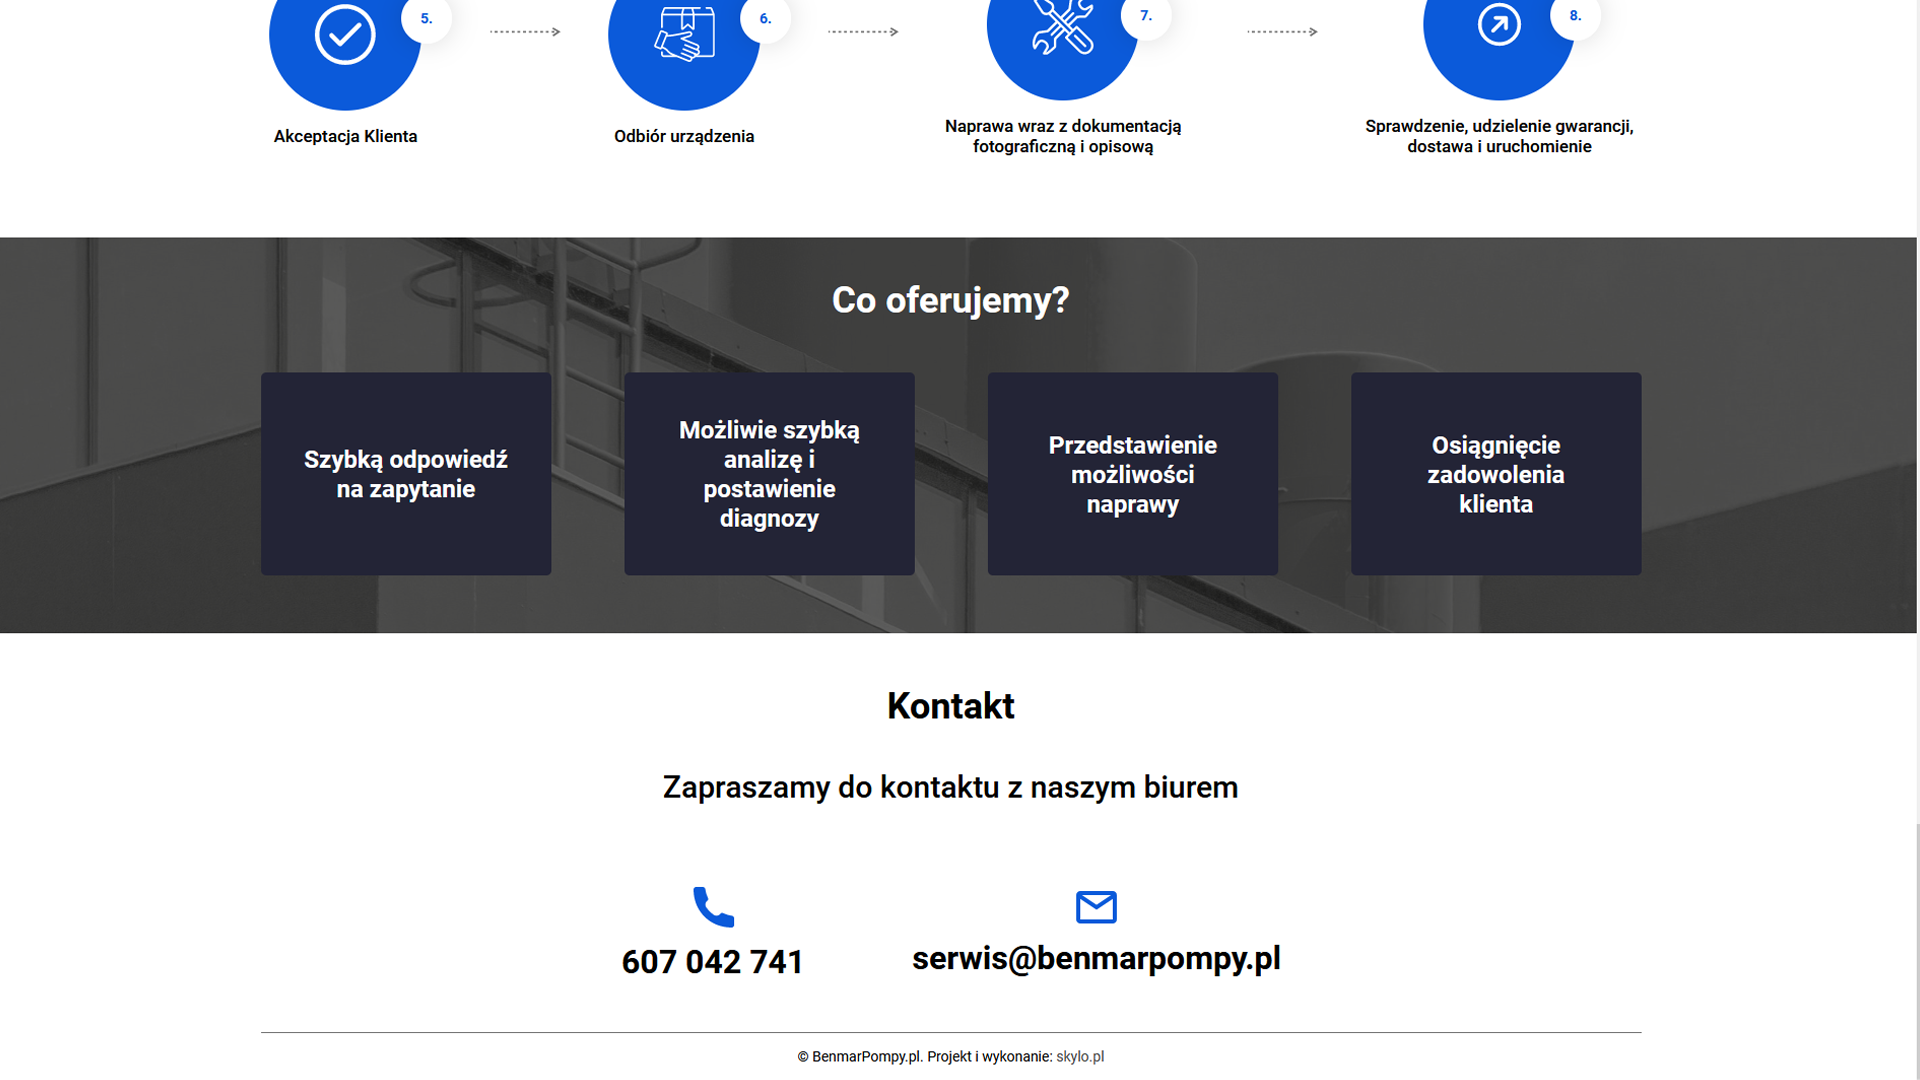 5.
6.
7.
8.
Akceptacja Klienta
Odbiór urządzenia
Naprawa wraz z dokumentacją
fotograficzną i opisową
Sprawdzenie, udzielenie gwarancji,
dostawa i uruchomienie
Co oferujemy?
Szybką odpowiedź
na zapytanie
Możliwie szybką
analizę i
postawienie
diagnozy
Przedstawienie
możliwości
naprawy
Osiągnięcie
zadowolenia
klienta
Kontakt
Zapraszamy do kontaktu z naszym biurem
607 042 741
serwis@benmarpompy.pl
© BenmarPompy.pl. Projekt i wykonanie: skylo.pl